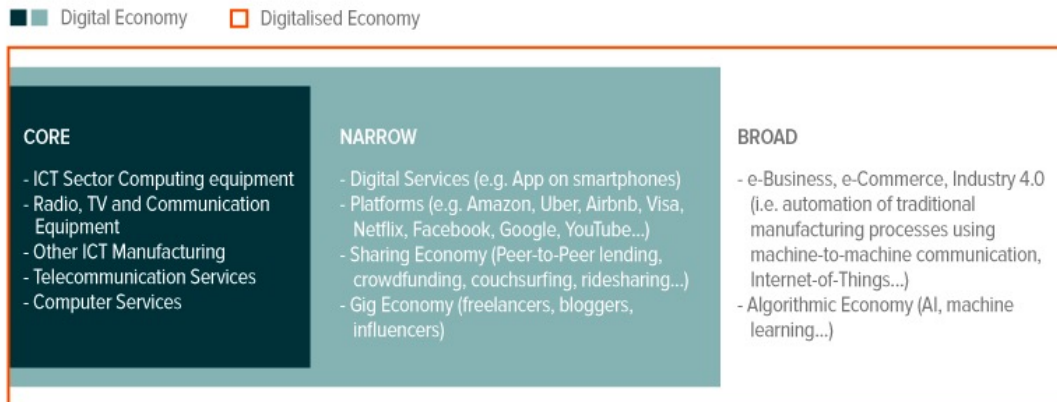 Digital Economy
Digitalised Economy
CORE
- ICT Sector Computing equipment
- Radio, TV and Communication
Equipment
- Other ICT Manufacturing
- Telecommunication Services
- Computer Services
NARROW
- Digital Services (e.g. App on smartphones)
- Platforms (e.g. Amazon, Uber, Airbnb, Visa,
Netflix, Facebook, Google, YouTube...)
- Sharing Economy (Peer-to-Peer lending,
crowdfunding, couchsurfing, ridesharing...)
- Gig Economy (freelancers, bloggers,
influencers)
BROAD
- e-Business, e-Commerce, Industry 4.0
(i.e. automation of traditional
manufacturing processes using
machine-to-machine communication,
Internet-of-Things...)
- Algorithmic Economy (AI, machine
learning...)